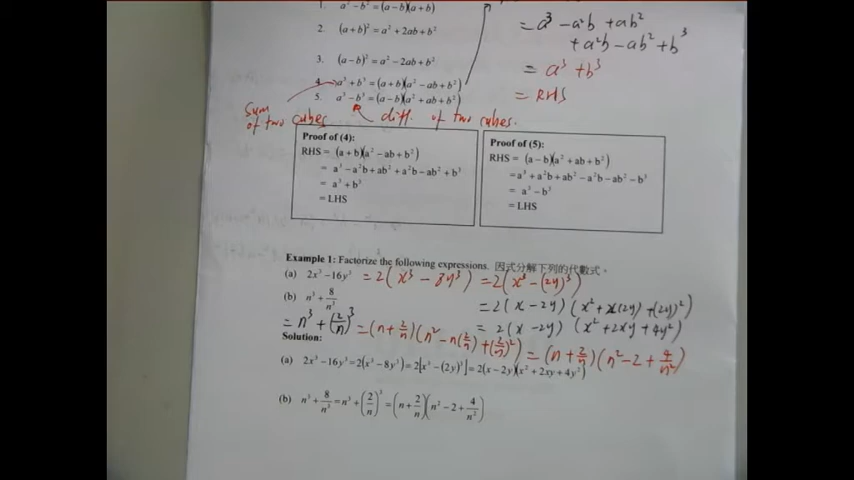 1. a² − b² = (a − b)(a + b)
= a³ − a²b + ab²
+ a²b − ab² + b³
2. (a + b)² = a² + 2ab + b²
3. (a − b)² = a² − 2ab + b²
= a³ + b³
4. a³ + b³ = (a + b)(a² − ab + b²)
5. a³ − b³ = (a − b)(a² + ab + b²)
= RHS
Sum
of two cubes
diff. of two cubes.
Proof of (4):
RHS = (a + b)(a² − ab + b²)
= a³ − a²b + ab² + a²b − ab² + b³
= a³ + b³
= LHS
Proof of (5):
RHS = (a − b)(a² + ab + b²)
= a³ + a²b + ab² − a²b − ab² − b³
= a³ − b³
= LHS
Example 1: Factorize the following expressions. 因式分解下列的代數式。
(a) 2x³ − 16y³ = 2(x³ − 8y³) = 2(x³ − (2y)³)
= 2(x − 2y)(x² + x(2y) + (2y)²)
= 2(x − 2y)(x² + 2xy + 4y²)
(b) n³ + 8/n³
= n³ + (2/n)³ = (n + 2/n)(n² − n(2/n) + (2/n)²) = (n + 2/n)(n² − 2 + 4/n²)
Solution:
(a) 2x³ − 16y³ = 2(x³ − 8y³) = 2[x³ − (2y)³] = 2(x − 2y)(x² + 2xy + 4y²)
(b) n³ + 8/n³ = n³ + (2/n)³ = (n + 2/n)(n² − 2 + 4/n²)